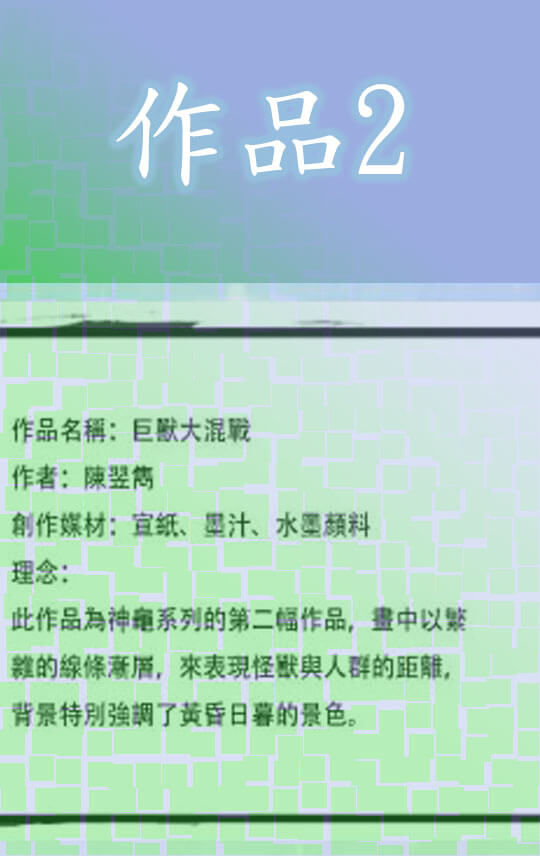 作品2
作品名稱：巨獸大混戰
作者：陳翌雋
創作媒材：宣紙、墨汁、水墨顏料
理念：
此作品為神龜系列的第二幅作品，畫中以繁
雜的線條漸層，來表現怪獸與人群的距離，
背景特別強調了黃昏日暮的景色。